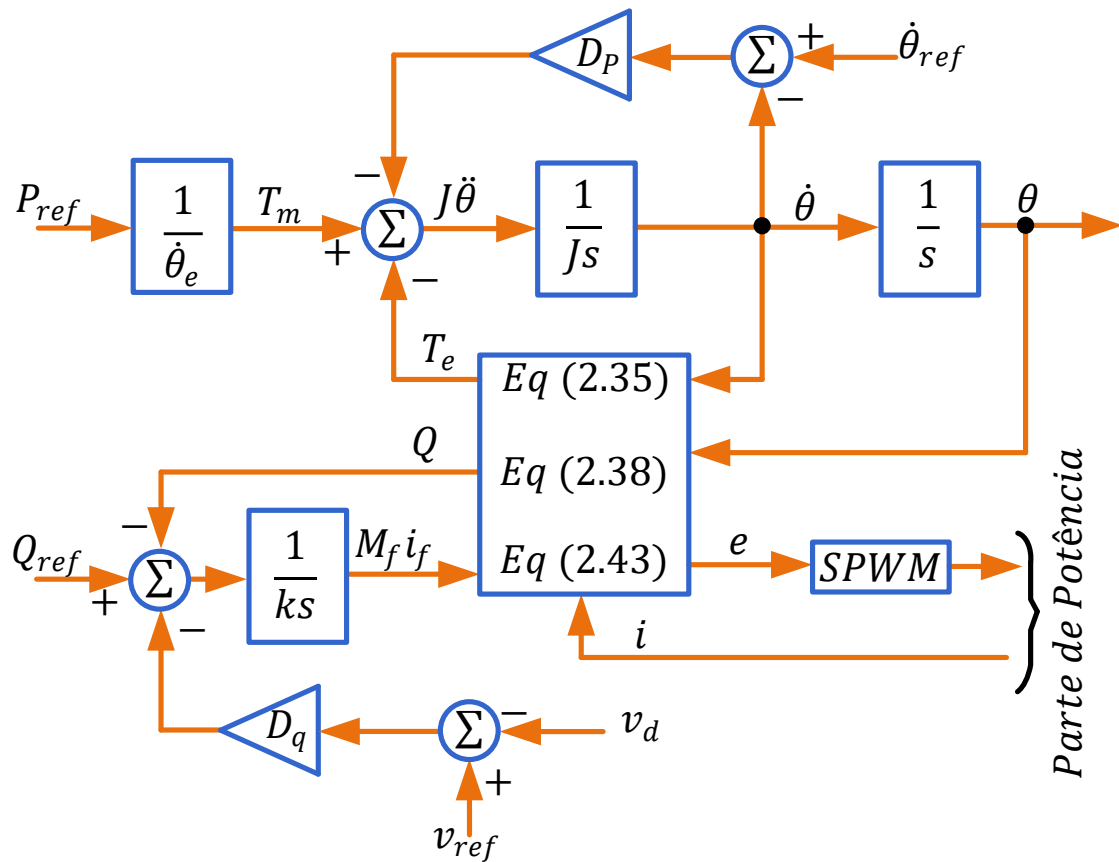 D_P
Σ
+
θ̇_ref
−
−
P_ref
1/θ̇_e
T_m
+
Σ
Jθ̈
1/Js
θ̇
1/s
θ
−
T_e
Eq (2.35)
Q
Eq (2.38)
−
Q_ref
+
Σ
1/ks
M_f i_f
Eq (2.43)
e
SPWM
−
i
Parte de Potência
D_q
Σ
−
v_d
+
v_ref